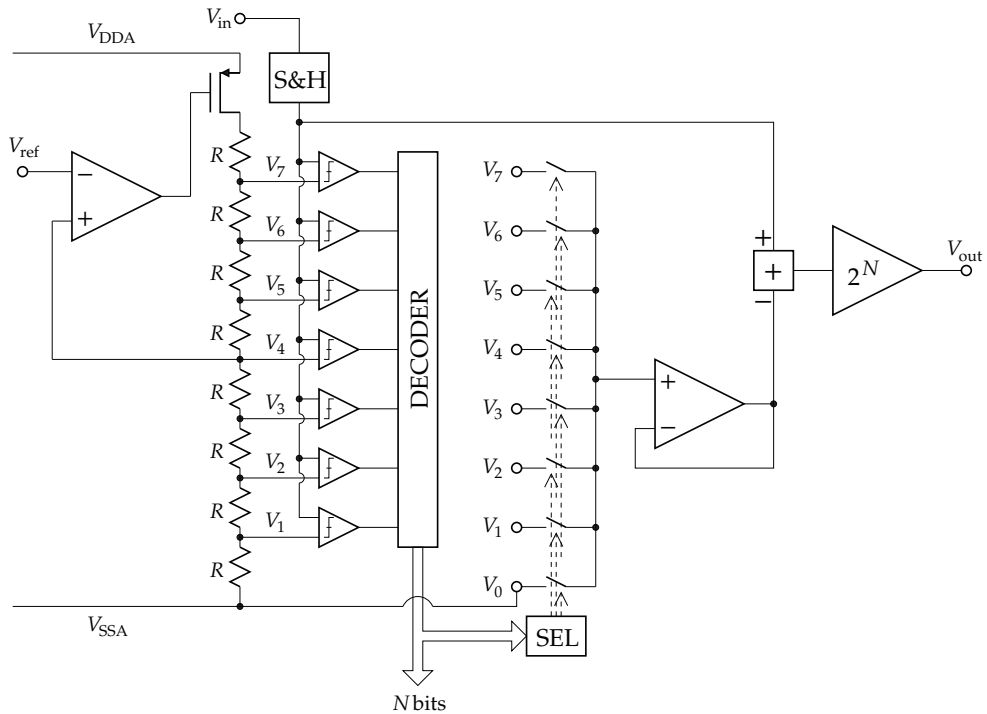 V_in
V_DDA
S&H
V_ref
−
+
R
R
R
R
R
R
R
R
V_7
V_6
V_5
V_4
V_3
V_2
V_1
DECODER
V_7
V_6
V_5
V_4
V_3
V_2
V_1
V_0
+
−
+
+
−
2^N
V_out
V_SSA
SEL
N bits